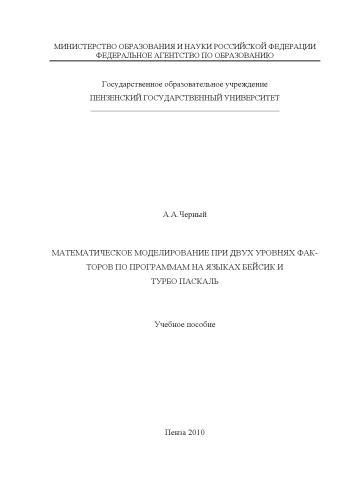 МИНИСТЕРСТВО ОБРАЗОВАНИЯ И НАУКИ РОССИЙСКОЙ ФЕДЕРАЦИИ
ФЕДЕРАЛЬНОЕ АГЕНТСТВО ПО ОБРАЗОВАНИЮ
Государственное образовательное учреждение
ПЕНЗЕНСКИЙ ГОСУДАРСТВЕННЫЙ УНИВЕРСИТЕТ
А.А.Черный
МАТЕМАТИЧЕСКОЕ МОДЕЛИРОВАНИЕ ПРИ ДВУХ УРОВНЯХ ФАК-
ТОРОВ ПО ПРОГРАММАМ НА ЯЗЫКАХ БЕЙСИК И
ТУРБО ПАСКАЛЬ
Учебное пособие
Пенза 2010